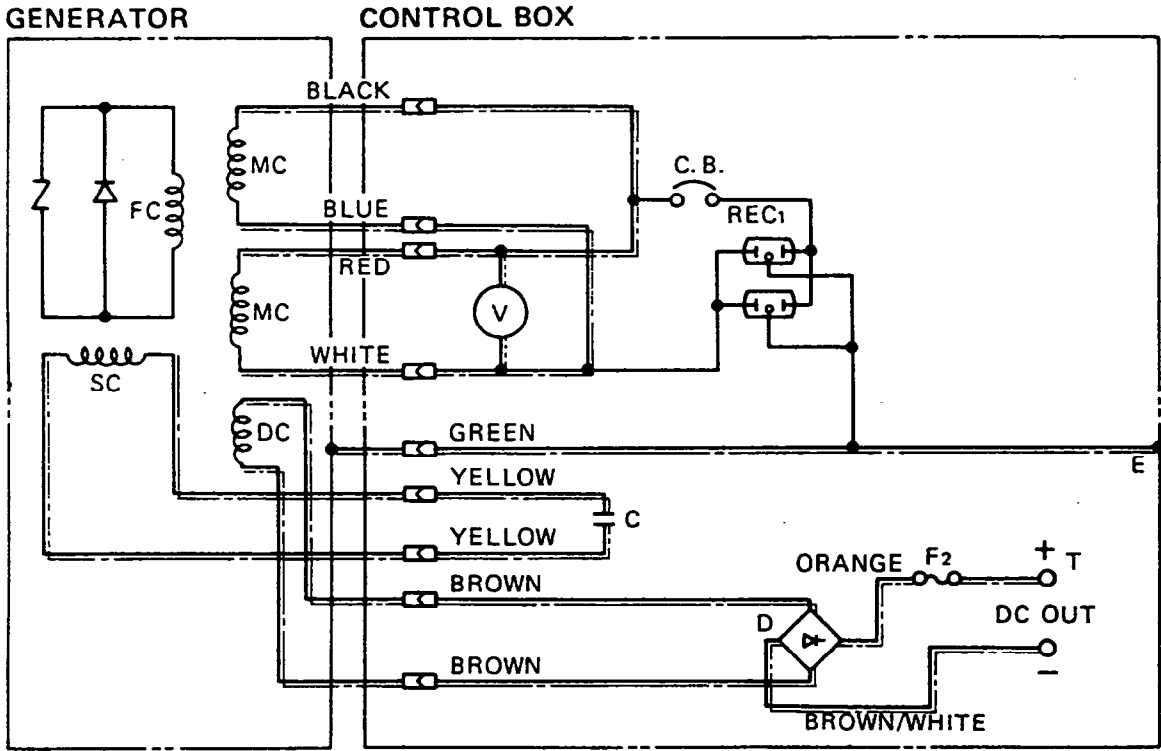 GENERATOR
CONTROL BOX
BLACK
MC
C. B.
FC
BLUE
REC1
RED
MC
V
WHITE
SC
DC
GREEN
E
YELLOW
C
YELLOW
ORANGE F2 + T
BROWN
D DC OUT
BROWN −
BROWN/WHITE